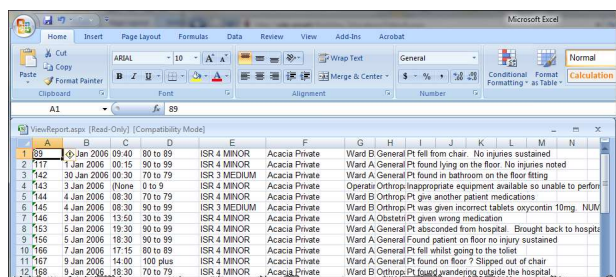 Microsoft Excel
Home Insert Page Layout Formulas Data Review View Add-Ins Acrobat
Cut
Copy
Format Painter
Paste
ARIAL 10 A A
Wrap Text
General
Normal
B I U A
Merge & Center
$ % ,
Conditional Formatting
Format as Table
Calculation
Clipboard Font Alignment Number
A1 fx 89
ViewReport.aspx [Read-Only] [Compatibility Mode]
A B C D E F G H I J K L M N
1 89 Jan 2006 09:40 80 to 89 ISR 4 MINOR Acacia Private Ward B General Pt fell from chair. No injuries sustained
2 117 1 Jan 2006 00:15 90 to 99 ISR 4 MINOR Acacia Private Ward A General Pt found lying on the floor. No injuries noted
3 142 30 Jan 2006 00:30 70 to 79 ISR 3 MEDIUM Acacia Private Ward A General Pt found in bathroom on the floor fitting
4 143 3 Jan 2006 (None 0 to 9 ISR 4 MINOR Acacia Private Operatin Orthropa Inappropriate equipment available so unable to perfon
5 144 4 Jan 2006 08:30 70 to 79 ISR 4 MINOR Acacia Private Ward B Orthropa Pt give another patient medications
6 145 4 Jan 2006 08:30 90 to 99 ISR 3 MEDIUM Acacia Private Ward B Orthropa Pt was given incorrect tablets oxycontin 10mg. NUM
7 146 1 Jan 2006 13:50 30 to 39 ISR 4 MINOR Acacia Private Ward A Obstetri Pt given wrong medication
8 153 5 Jan 2006 19:30 90 to 99 ISR 4 MINOR Acacia Private Ward A General Pt absconded from hospital. Brought back to hospita
9 156 5 Jan 2006 18:30 90 to 99 ISR 4 MINOR Acacia Private Ward A General Found patient on floor no injury sustained
10 166 7 Jan 2006 17:15 80 to 89 ISR 4 MINOR Acacia Private Ward A General Pt fell whilst going to the toliet
11 167 9 Jan 2006 14:00 100 plus ISR 4 MINOR Acacia Private Ward A General Pt found on floor ? Slipped out of chair
12 168 9 Jan 2006 18:30 70 to 79 ISR 4 MINOR Acacia Private Ward B Orthropa Pt found wandering outside the hospital